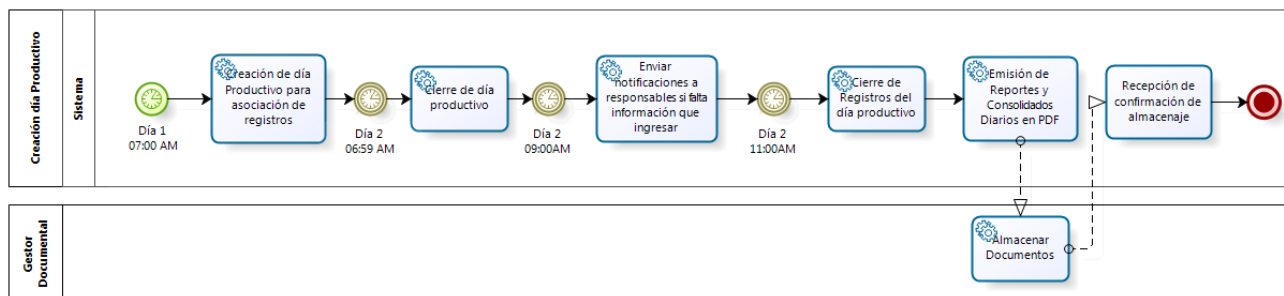 Creación día Productivo
Sistema
Día 1
07:00 AM
Creación de día
Productivo para
asociación de
registros
Día 2
06:59 AM
Cierre de día
productivo
Día 2
09:00AM
Enviar
notificaciones a
responsables si falta
información que
ingresar
Día 2
11:00AM
Cierre de
Registros del
día productivo
Emisión de
Reportes y
Consolidados
Diarios en PDF
Recepción de
confirmación de
almacenaje
Gestor
Documental
Almacenar
Documentos